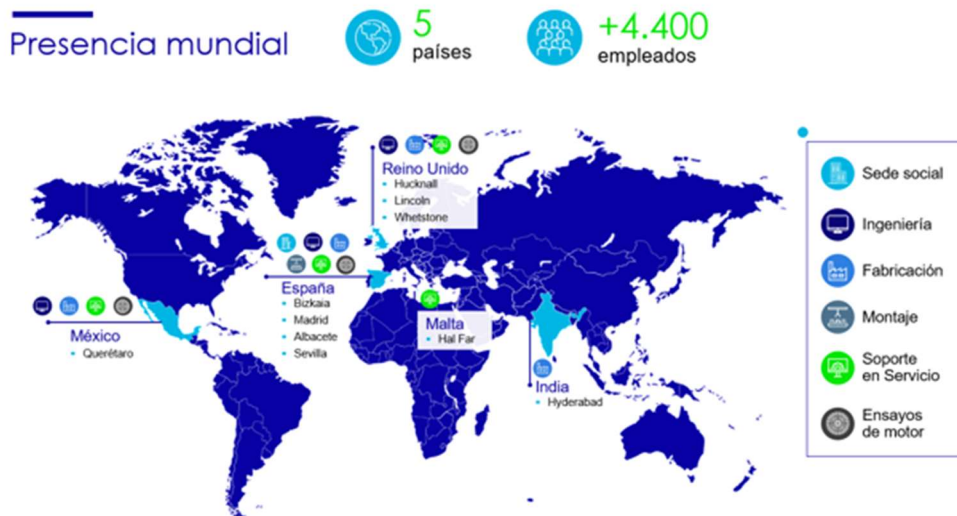 Presencia mundial
5
países
+4.400
empleados
Reino Unido
Hucknall
Lincoln
Whetstone
España
Bizkaia
Madrid
Albacete
Sevilla
México
Querétaro
Malta
Hal Far
India
Hyderabad
Sede social
Ingeniería
Fabricación
Montaje
Soporte
en Servicio
Ensayos
de motor